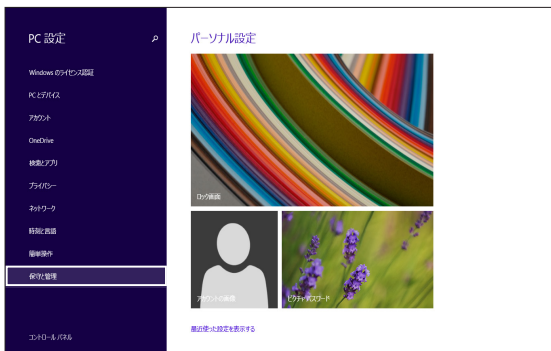 PC 設定
Windows のライセンス認証
PC とデバイス
アカウント
OneDrive
検索とアプリ
プライバシー
ネットワーク
時刻と言語
簡単操作
保守と管理
コントロール パネル
パーソナル設定
ロック画面
アカウントの画像
ピクチャ パスワード
最近使った設定を表示する